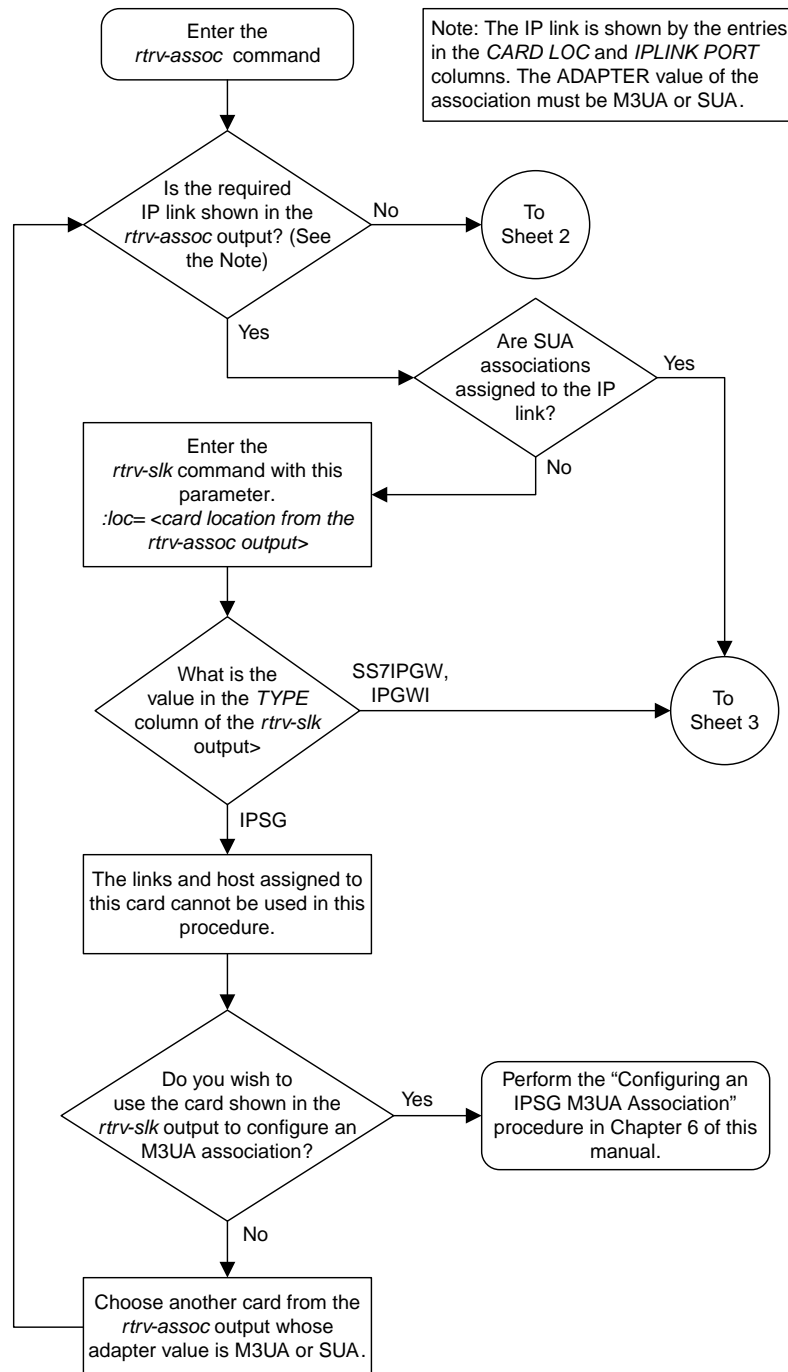 Enter the
rtrv-assoc command
Note: The IP link is shown by the entries
in the CARD LOC and IPLINK PORT
columns. The ADAPTER value of the
association must be M3UA or SUA.
Is the required
IP link shown in the
rtrv-assoc output? (See
the Note)
No
To
Sheet 2
Yes
Are SUA
associations
assigned to the IP
link?
Yes
No
Enter the
rtrv-slk command with this
parameter.
:loc= <card location from the
rtrv-assoc output>
What is the
value in the TYPE
column of the rtrv-slk
output>
SS7IPGW,
IPGWI
To
Sheet 3
IPSG
The links and host assigned to
this card cannot be used in this
procedure.
Do you wish to
use the card shown in the
rtrv-slk output to configure an
M3UA association?
Yes
Perform the “Configuring an
IPSG M3UA Association”
procedure in Chapter 6 of this
manual.
No
Choose another card from the
rtrv-assoc output whose
adapter value is M3UA or SUA.